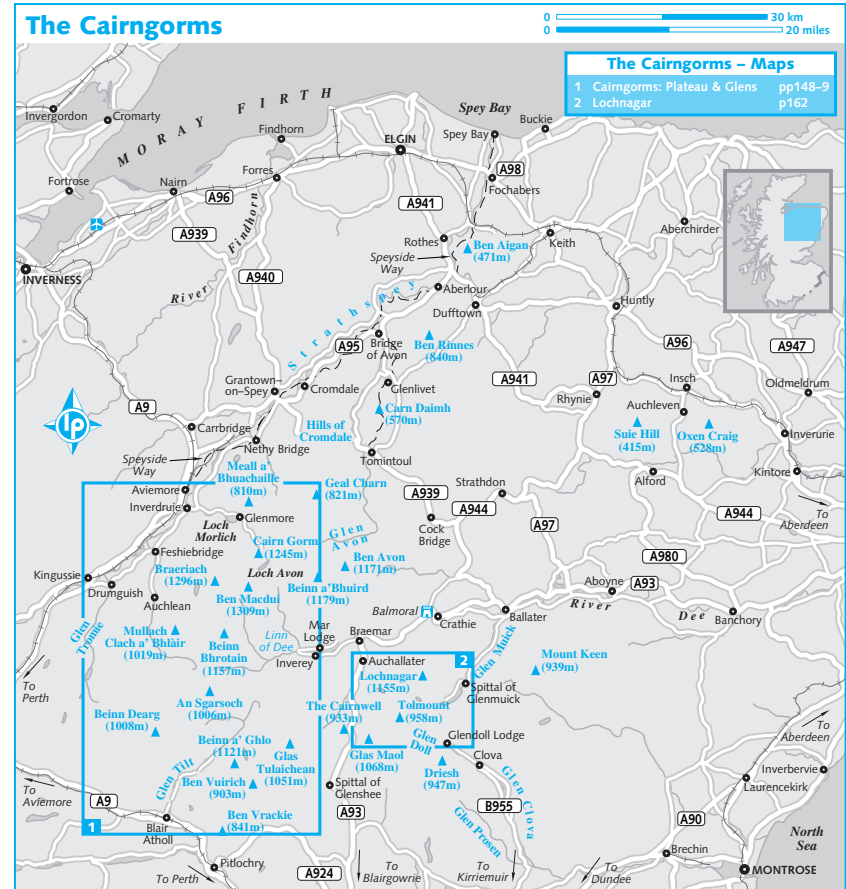 The Cairngorms
0 30 km
0 20 miles
The Cairngorms – Maps
1 Cairngorms: Plateau & Glens pp148–9
2 Lochnagar p162
MORAY FIRTH
Spey Bay
Invergordon
Cromarty
Findhorn
ELGIN
Spey Bay
Buckie
Fortrose
Nairn
Forres
A96
A98
Fochabers
A941
A939
Findhorn
River
Rothes
Ben Aigan
(471m)
Keith
Aberchirder
Speyside
Way
INVERNESS
A940
Strathspey
Aberlour
Dufftown
Huntly
A95
Bridge
of Avon
Ben Rinnes
(840m)
A96
A947
Grantown–
on–Spey
Cromdale
Glenlivet
A941
A97
Insch
Oldmeldrum
A9
lp
Carn Daimh
(570m)
Rhynie
Auchleven
Carrbridge
Hills of
Cromdale
Suie Hill
(415m)
Oxen Craig
(528m)
Inverurie
Nethy Bridge
Speyside
Way
Tomintoul
Meall a'
Bhuachaille
(810m)
Geal Charn
(821m)
Strathdon
Alford
Kintore
Aviemore
A939
A944
Inverdruie
Glenmore
Loch
Morlich
Cock
Bridge
A97
A944
To
Aberdeen
Glen
Avon
Cairn Gorm
(1245m)
Feshiebridge
Ben Avon
(1171m)
A980
Kingussie
Braeriach
(1296m)
Loch Avon
Aboyne
A93
Drumguish
Auchlean
Ben Macdui
(1309m)
Beinn a'Bhuird
(1179m)
Balmoral
Crathie
Ballater
River Dee
Banchory
Glen
Tromie
Mullach
Clach a' Bhlàir
(1019m)
Beinn
Bhrotain
(1157m)
Linn
of Dee
Mar
Lodge
Inverey
Braemar
Auchallater
2
Glen Muick
Mount Keen
(939m)
To
Perth
Lochnagar
(1155m)
Spittal of
Glenmuick
An Sgarsoch
(1006m)
The Cairnwell
(933m)
Tolmount
(958m)
Beinn Dearg
(1008m)
Beinn a' Ghlo
(1121m)
Glas
Tulaichean
(1051m)
Glas Maol
(1068m)
Glen
Doll
Glendoll Lodge
Clova
To
Aberdeen
Glen Tilt
Ben Vuirich
(903m)
Driesh
(947m)
Glen Clova
Inverbervie
Laurencekirk
To
Aviemore
A9
Spittal of
Glenshee
A93
B955
Glen Prosen
A90
1
Blair
Atholl
Ben Vrackie
(841m)
North
Sea
Brechin
Pitlochry
To Perth
A924
To
Blairgowrie
To
Kirriemuir
To
Dundee
MONTROSE